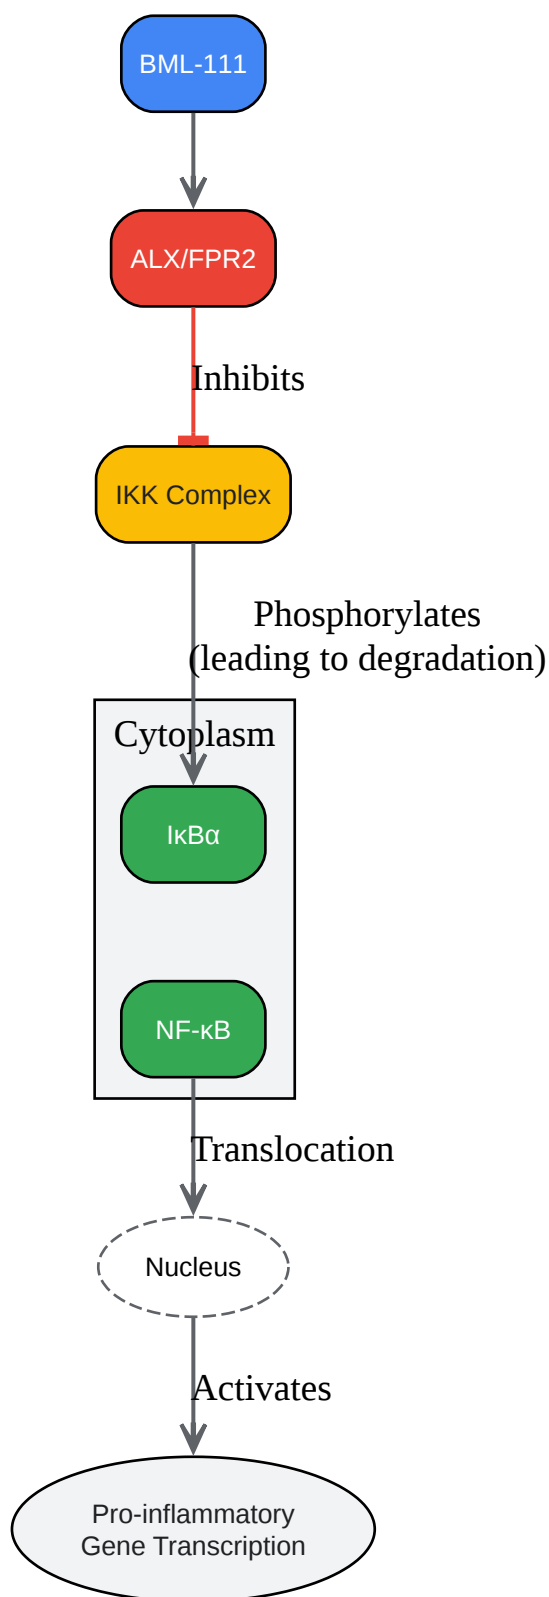 BML-111
ALX/FPR2
Inhibits
IKK Complex
Phosphorylates
(leading to degradation)
Cytoplasm
IκBα
NF-κB
Translocation
Nucleus
Activates
Pro-inflammatory
Gene Transcription